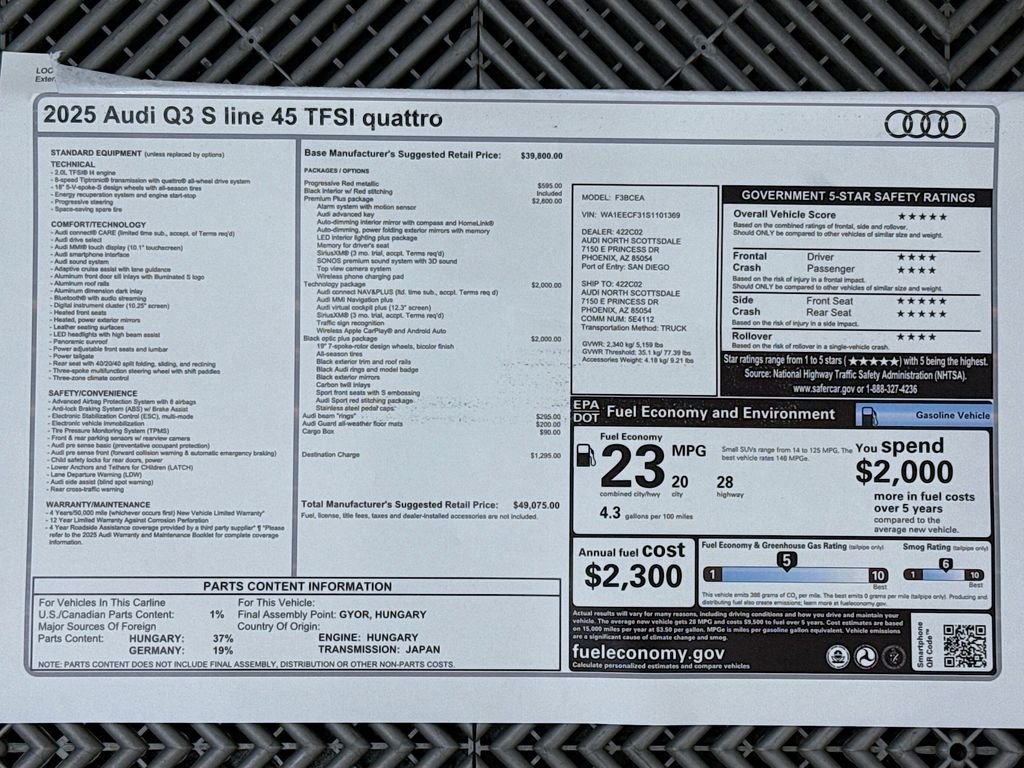 LOC
Exter
2025 Audi Q3 S line 45 TFSI quattro
STANDARD EQUIPMENT (unless replaced by options)
TECHNICAL
- 2.0L TFSI® I4 engine
- 8-speed Tiptronic® transmission with quattro® all-wheel drive system
- 18" 5-V-spoke-S design wheels with all-season tires
- Energy recuperation system and engine start-stop
- Progressive steering
- Space-saving spare tire
COMFORT/TECHNOLOGY
- Audi connect® CARE (limited time sub., accept. of Terms req'd)
- Audi drive select
- Audi MMI® touch display (10.1" touchscreen)
- Audi smartphone interface
- Audi sound system
- Adaptive cruise assist with lane guidance
- Aluminum front door sill inlays with illuminated S logo
- Aluminum roof rails
- Aluminum dimension dark inlay
- Bluetooth® with audio streaming
- Digital instrument cluster (10.25" screen)
- Heated front seats
- Heated, power exterior mirrors
- Leather seating surfaces
- LED headlights with high beam assist
- Panoramic sunroof
- Power adjustable front seats and lumbar
- Power tailgate
- Rear seat with 40/20/40 split folding, sliding, and reclining
- Three-spoke multifunction steering wheel with shift paddles
- Three-zone climate control
SAFETY/CONVENIENCE
- Advanced Airbag Protection System with 6 airbags
- Anti-lock Braking System (ABS) w/ Brake Assist
- Electronic Stabilization Control (ESC), multi-mode
- Electronic vehicle Immobilization
- Tire Pressure Monitoring System (TPMS)
- Front & rear parking sensors w/ rearview camera
- Audi pre sense basic (preventative occupant protection)
- Audi pre sense front (forward collision warning & automatic emergency braking)
- Child safety locks for rear doors, power
- Lower Anchors and Tethers for Children (LATCH)
- Lane Departure Warning (LDW)
- Audi side assist (blind spot warning)
- Rear cross-traffic warning
WARRANTY/MAINTENANCE
- 4 Years/50,000 mile (whichever occurs first) New Vehicle Limited Warranty*
- 12 Year Limited Warranty Against Corrosion Perforation
- 4 Year Roadside Assistance coverage provided by a third party supplier* ¶ *Please
refer to the 2025 Audi Warranty and Maintenance Booklet for complete coverage
information.
Base Manufacturer's Suggested Retail Price: $39,800.00
PACKAGES / OPTIONS
Progressive Red metallic $595.00
Black interior w/ Red stitching Included
Premium Plus package $2,800.00
Alarm system with motion sensor
Audi advanced key
Auto-dimming interior mirror with compass and HomeLink®
Auto-dimming, power folding exterior mirrors with memory
LED interior lighting plus package
Memory for driver's seat
SiriusXM® (3 mo. trial, accpt. Terms req'd)
SONOS premium sound system with 3D sound
Top view camera system
Wireless phone charging pad
Technology package $2,000.00
Audi connect NAV&PLUS (ltd. time sub., accpt. Terms req d)
Audi MMI Navigation plus
Audi virtual cockpit plus (12.3" screen)
SiriusXM® (3 mo. trial, accpt. Terms req'd)
Traffic sign recognition
Wireless Apple CarPlay® and Android Auto
Black optic plus package $2,000.00
19" 7-spoke-rotor design wheels, bicolor finish
All-season tires
Black exterior trim and roof rails
Black Audi rings and model badge
Black exterior mirrors
Carbon twill inlays
Sport front seats with S embossing
Audi Sport red stitching package
Stainless steel pedal caps
Audi beam "rings" $295.00
Audi Guard all-weather floor mats $200.00
Cargo Box $90.00
Destination Charge $1,295.00
Total Manufacturer's Suggested Retail Price: $49,075.00
Fuel, license, title fees, taxes and dealer-installed accessories are not included.
MODEL: F3BCEA
VIN: WA1EECF31S1101369
DEALER: 422C02
AUDI NORTH SCOTTSDALE
7150 E PRINCESS DR
PHOENIX, AZ 85054
Port of Entry: SAN DIEGO
SHIP TO: 422C02
AUDI NORTH SCOTTSDALE
7150 E PRINCESS DR
PHOENIX, AZ 85054
COMM NUM: 5E4112
Transportation Method: TRUCK
GVWR: 2,340 kg/ 5,159 lbs
GVWR Threshold: 35.1 kg/ 77.39 lbs
Accessories Weight: 4.18 kg/ 9.21 lbs
GOVERNMENT 5-STAR SAFETY RATINGS
Overall Vehicle Score ★★★★★
Based on the combined ratings of frontal, side and rollover.
Should ONLY be compared to other vehicles of similar size and weight.
Frontal Driver ★★★★
Crash Passenger ★★★★
Based on the risk of injury in a frontal impact.
Should ONLY be compared to other vehicles of similar size and weight.
Side Front Seat ★★★★★
Crash Rear Seat ★★★★★
Based on the risk of injury in a side impact.
Rollover ★★★★
Based on the risk of rollover in a single-vehicle crash.
Star ratings range from 1 to 5 stars (★★★★★) with 5 being the highest.
Source: National Highway Traffic Safety Administration (NHTSA).
www.safercar.gov or 1-888-327-4236
EPA
DOT Fuel Economy and Environment Gasoline Vehicle
Fuel Economy
23 MPG
20 28
combined city/hwy city highway
4.3 gallons per 100 miles
Small SUVs range from 14 to 125 MPG. The
best vehicle rates 146 MPGe.
You spend
$2,000
more in fuel costs
over 5 years
compared to the
average new vehicle.
Annual fuel cost
$2,300
Fuel Economy & Greenhouse Gas Rating (tailpipe only)
1 5 10
Best
Smog Rating (tailpipe only)
1 6 10
Best
This vehicle emits 386 grams of CO2 per mile. The best emits 0 grams per mile (tailpipe only). Producing and
distributing fuel also create emissions; learn more at fueleconomy.gov.
Actual results will vary for many reasons, including driving conditions and how you drive and maintain your
vehicle. The average new vehicle gets 28 MPG and costs $9,500 to fuel over 5 years. Cost estimates are based
on 15,000 miles per year at $3.50 per gallon. MPGe is miles per gasoline gallon equivalent. Vehicle emissions
are a significant cause of climate change and smog.
fueleconomy.gov
Calculate personalized estimates and compare vehicles
Smartphone
QR Code™
PARTS CONTENT INFORMATION
For Vehicles In This Carline
U.S./Canadian Parts Content: 1%
Major Sources Of Foreign
Parts Content: HUNGARY: 37%
GERMANY: 19%
For This Vehicle:
Final Assembly Point: GYOR, HUNGARY
Country Of Origin:
ENGINE: HUNGARY
TRANSMISSION: JAPAN
NOTE: PARTS CONTENT DOES NOT INCLUDE FINAL ASSEMBLY, DISTRIBUTION OR OTHER NON-PARTS COSTS.